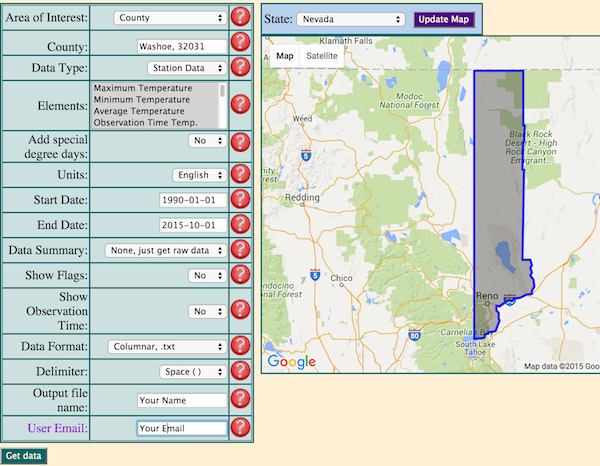 Area of Interest: County
County: Washoe, 32031
Data Type: Station Data
Elements:
Maximum Temperature
Minimum Temperature
Average Temperature
Observation Time Temp.
Add special
degree days: No
Units: English
Start Date: 1990-01-01
End Date: 2015-10-01
Data Summary: None, just get raw data
Show Flags: No
Show
Observation
Time: No
Data Format: Columnar, .txt
Delimiter: Space ( )
Output file
name: Your Name
User Email: Your Email
Get data
State: Nevada Update Map
Klamath Falls
Map Satellite
Modoc
National Forest
Weed
Black Rock
Desert - High
Rock Canyon
Emigrant...
5
Redding
5
Chico
Reno
80
Carnelian Bay
South Lake
Tahoe
80
Google
Map data ©2015 Goo